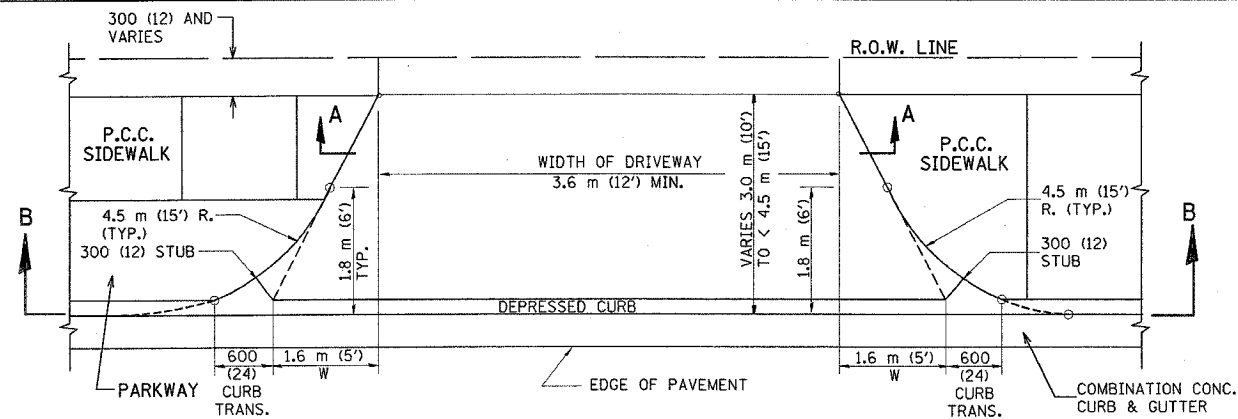 300 (12) AND
VARIES
R.O.W. LINE
A
A
P.C.C.
SIDEWALK
WIDTH OF DRIVEWAY
3.6 m (12') MIN.
VARIES 3.0 m (10')
TO < 4.5 m (15')
P.C.C.
SIDEWALK
B
4.5 m (15') R.
(TYP.)
300 (12) STUB
1.8 m (6')
TYP.
1.8 m (6')
4.5 m (15')
R. (TYP.)
300 (12)
STUB
B
DEPRESSED CURB
600
(24)
CURB
TRANS.
1.6 m (5')
W
PARKWAY
EDGE OF PAVEMENT
1.6 m (5')
W
600
(24)
CURB
TRANS.
COMBINATION CONC.
CURB & GUTTER